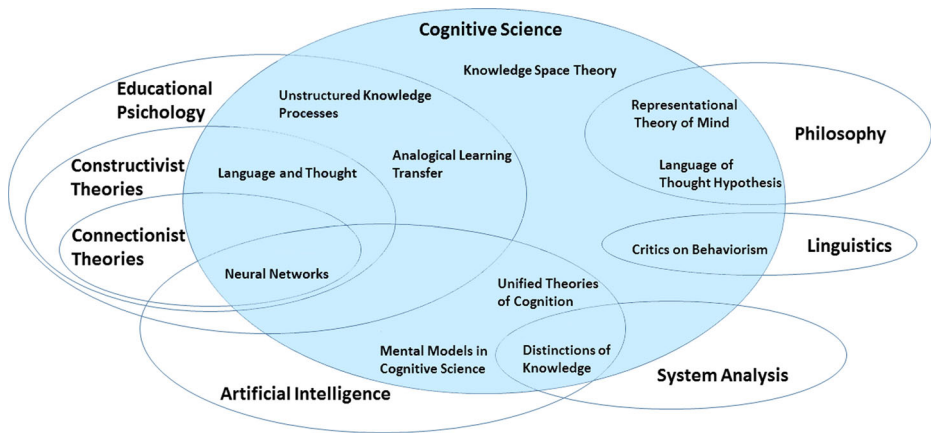 Cognitive Science
Knowledge Space Theory
Educational
Psichology
Unstructured Knowledge
Processes
Representational
Theory of Mind
Philosophy
Constructivist
Theories
Language and Thought
Analogical Learning
Transfer
Language of
Thought Hypothesis
Connectionist
Theories
Critics on Behaviorism
Linguistics
Neural Networks
Unified Theories
of Cognition
Mental Models in
Cognitive Science
Distinctions of
Knowledge
System Analysis
Artificial Intelligence